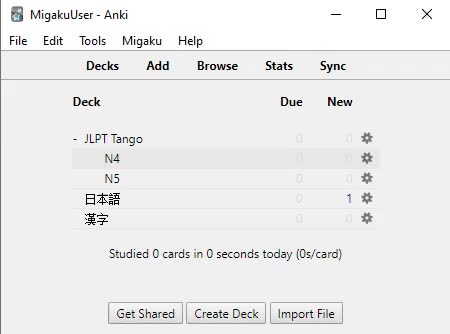 MigakuUser - Anki
File Edit Tools Migaku Help
Decks Add Browse Stats Sync
Deck Due New
- JLPT Tango 0 0
N4 0 0
N5 0 0
日本語 0 1
漢字 0 0
Studied 0 cards in 0 seconds today (0s/card)
Get Shared Create Deck Import File